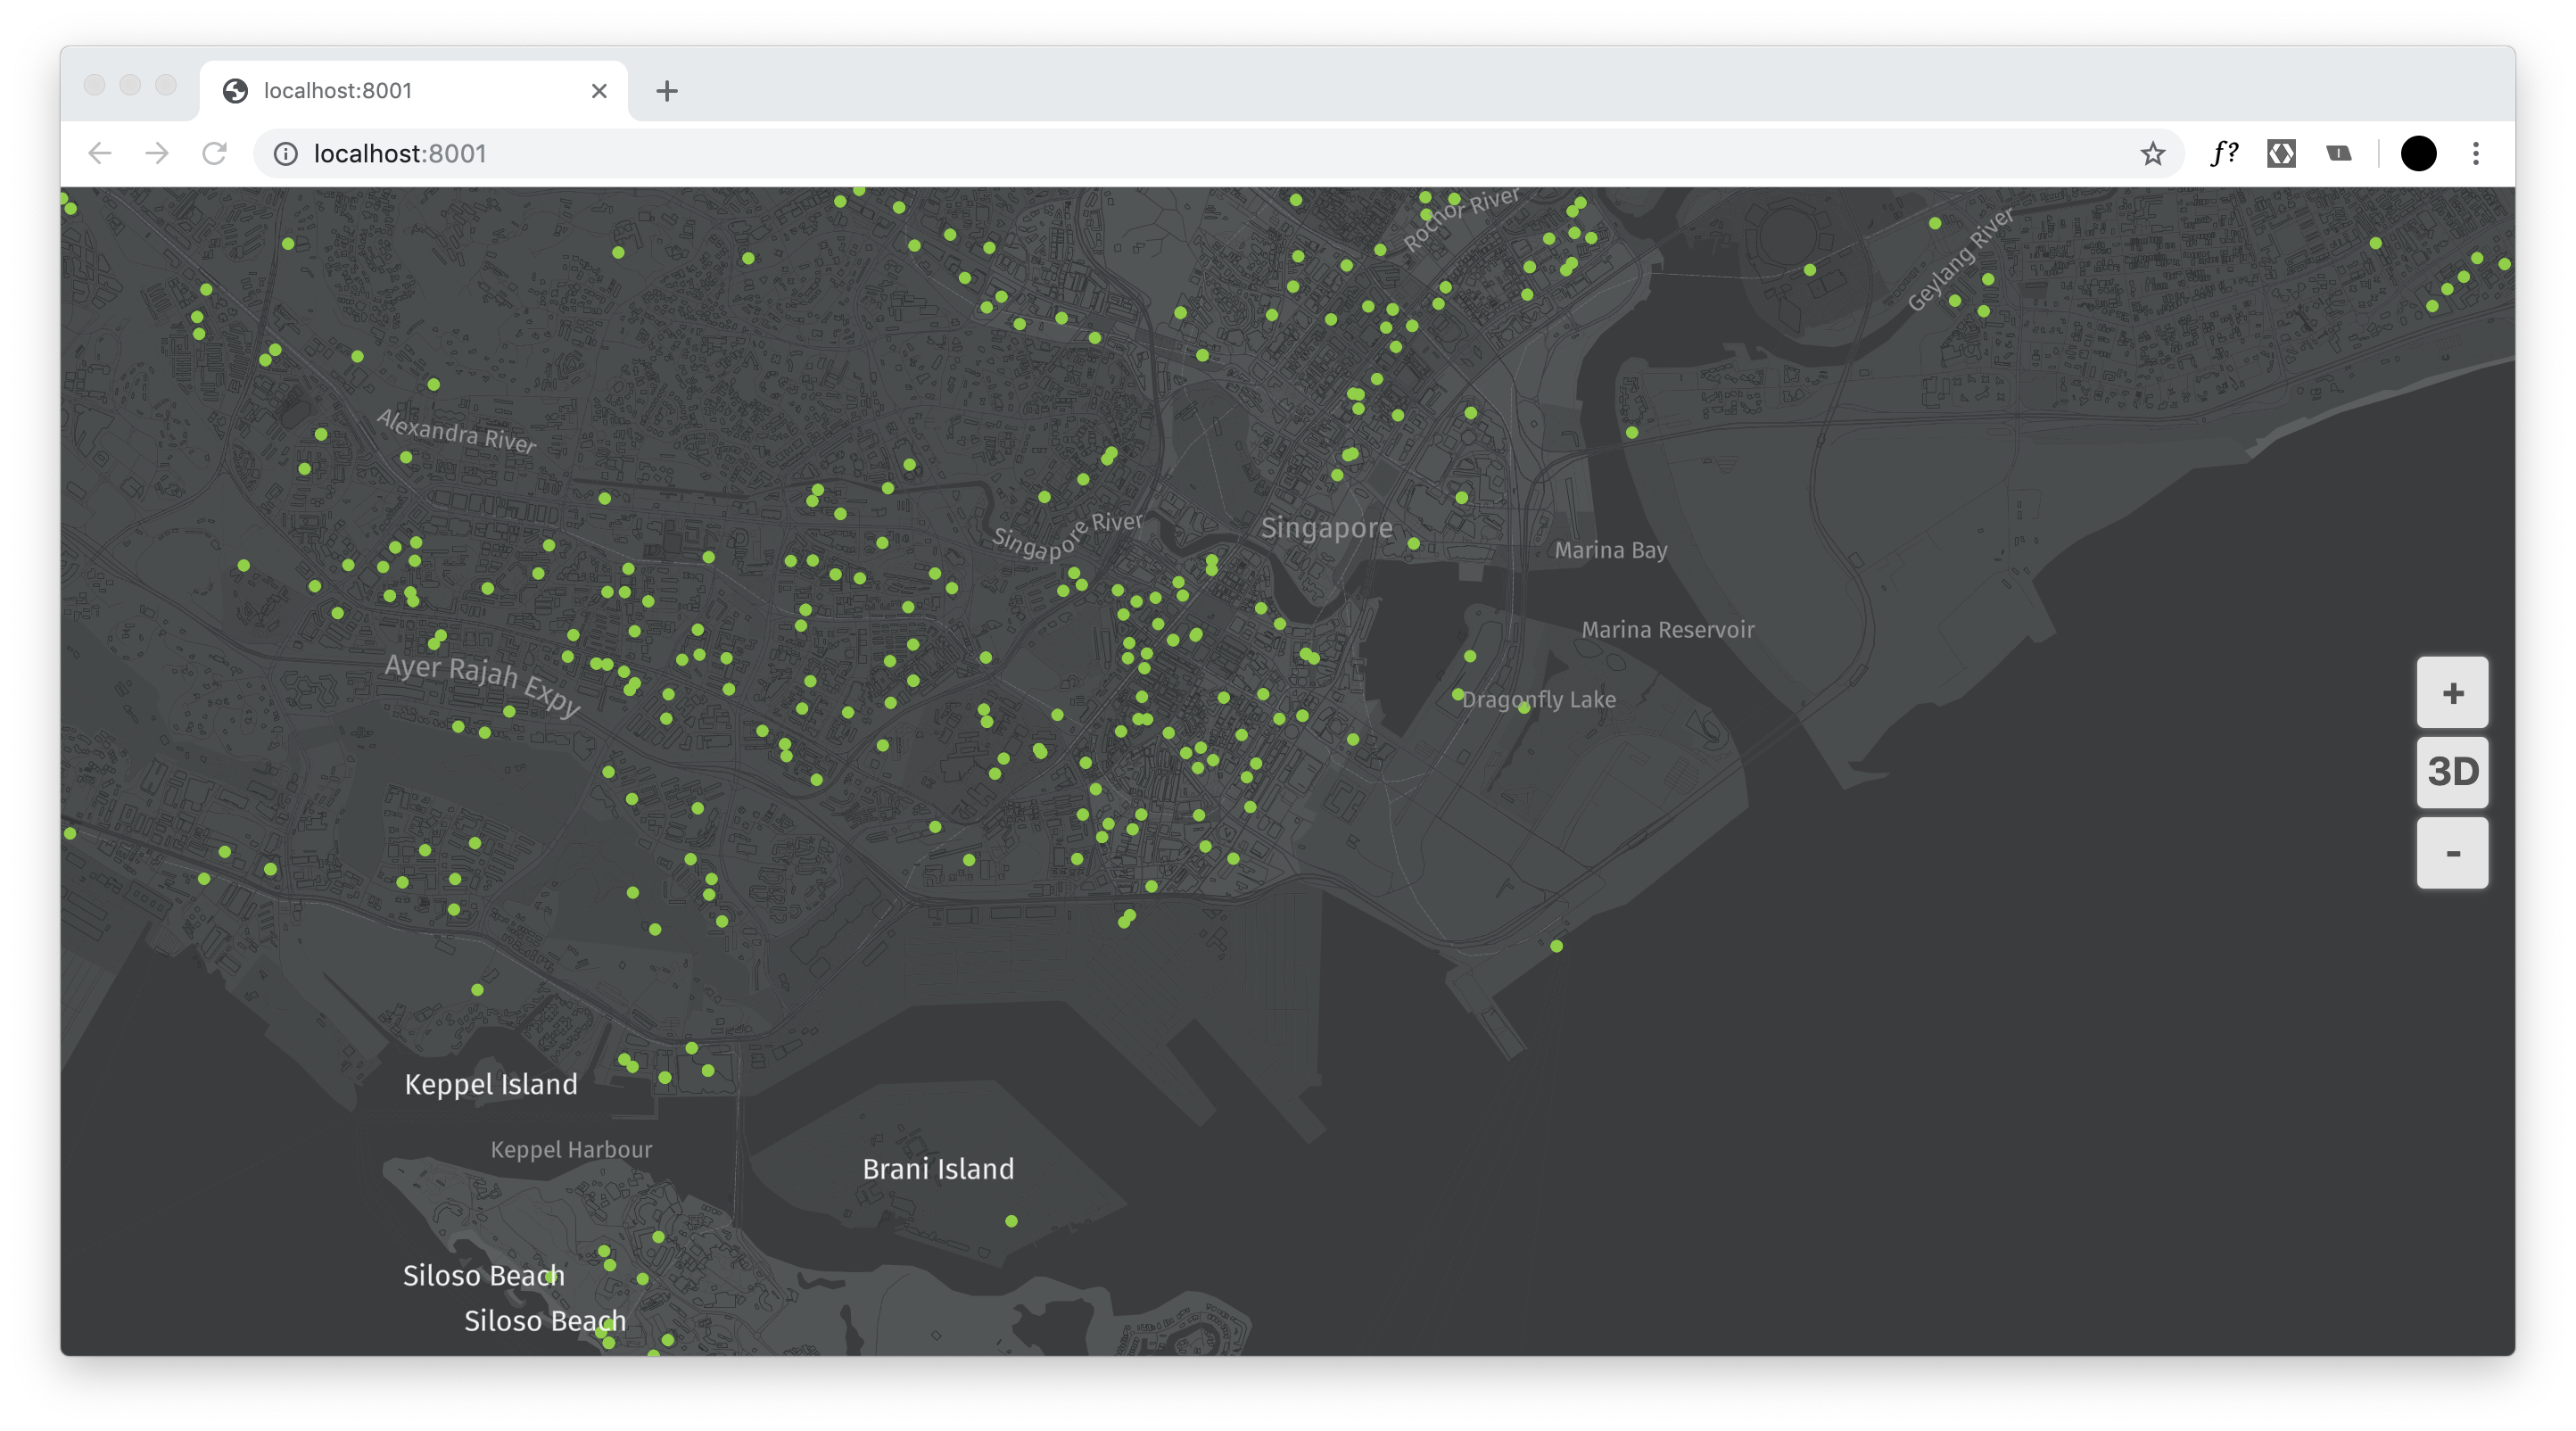 localhost:8001
localhost:8001
f?
Rochor River
Geylang River
Alexandra River
Singapore River
Singapore
Marina Bay
Marina Reservoir
Ayer Rajah Expy
Dragonfly Lake
+
3D
-
Keppel Island
Keppel Harbour
Brani Island
Siloso Beach
Siloso Beach